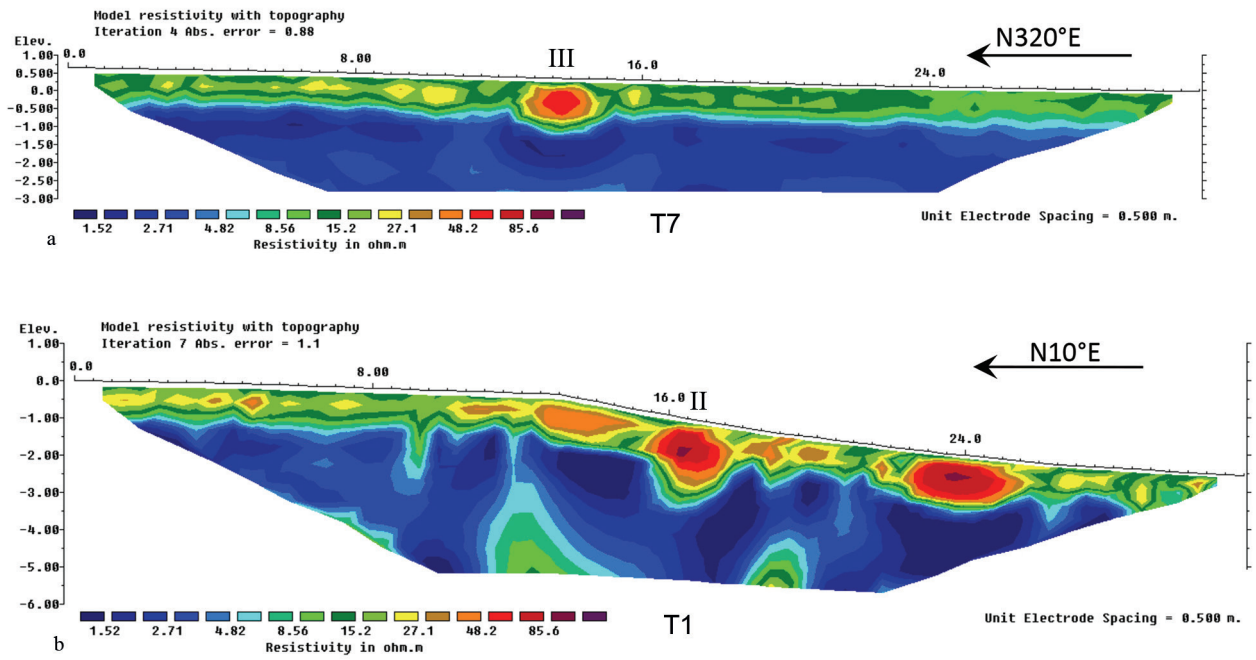 Model resistivity with topography
Iteration 4 Abs. error = 0.88
Elev.
N320°E
III
0.0
8.00
16.0
24.0
1.00
0.500
0.0
-0.500
-1.00
-1.50
-2.00
-2.50
-3.00
1.52 2.71 4.82 8.56 15.2 27.1 48.2 85.6
Resistivity in ohm.m
T7
Unit Electrode Spacing = 0.500 m.
a
Model resistivity with topography
Iteration 7 Abs. error = 1.1
Elev.
N10°E
II
0.0
8.00
16.0
24.0
1.00
0.0
-1.00
-2.00
-3.00
-4.00
-5.00
-6.00
1.52 2.71 4.82 8.56 15.2 27.1 48.2 85.6
Resistivity in ohm.m
T1
Unit Electrode Spacing = 0.500 m.
b